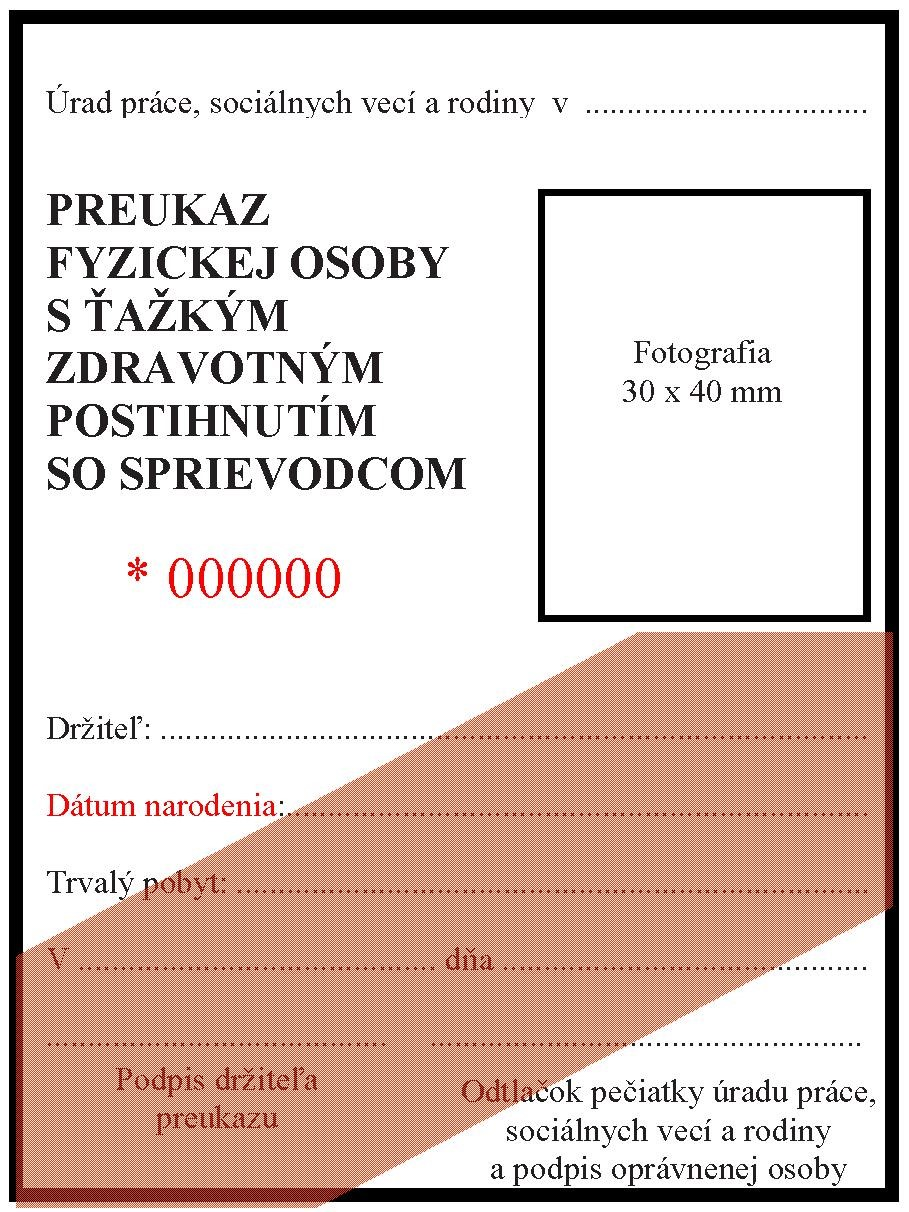 Úrad práce, sociálnych vecí a rodiny v ..................................
PREUKAZ
FYZICKEJ OSOBY
S ŤAŽKÝM
ZDRAVOTNÝM
POSTIHNUTÍM
SO SPRIEVODCOM
Fotografia
30 x 40 mm
* 000000
Držiteľ: .....................................................................................
Dátum narodenia:......................................................................
Trvalý pobyt: ............................................................................
V ........................................... dňa ............................................
......................................... ....................................................
Podpis držiteľa
preukazu
Odtlačok pečiatky úradu práce,
sociálnych vecí a rodiny
a podpis oprávnenej osoby